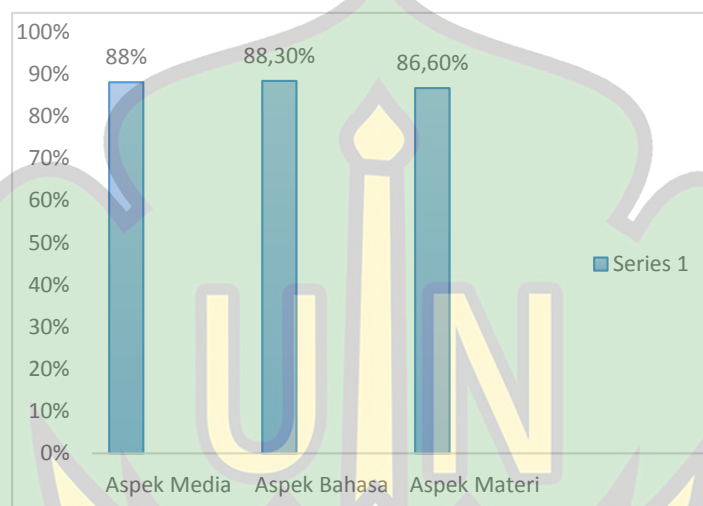 100%
90%
80%
70%
60%
50%
40%
30%
20%
10%
0%
88%
88,30%
86,60%
Aspek Media
Aspek Bahasa
Aspek Materi
Series 1
UIN